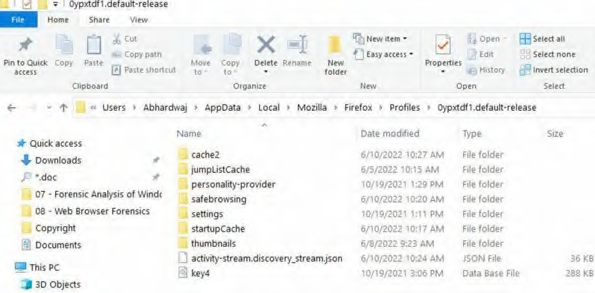 0ypxtdf1.default-release
File Home Share View
Pin to Quick access
Copy
Paste
Cut
Copy path
Paste shortcut
Clipboard
Move to
Copy to
Delete
Rename
Organize
New folder
New item
Easy access
New
Properties
Open
Edit
History
Open
Select all
Select none
Invert selection
Select
« Users › Abhardwaj › AppData › Local › Mozilla › Firefox › Profiles › 0ypxtdf1.default-release
Name Date modified Type Size
Quick access
Downloads
*.doc
07 - Forensic Analysis of Windo
08 - Web Browser Forensics
Copyright
Documents
This PC
3D Objects
cache2 6/10/2022 10:27 AM File folder
jumpListCache 6/5/2022 10:15 AM File folder
personality-provider 10/19/2021 1:29 PM File folder
safebrowsing 6/10/2022 10:20 AM File folder
settings 10/19/2021 1:11 PM File folder
startupCache 6/10/2022 10:17 AM File folder
thumbnails 6/8/2022 9:23 AM File folder
activity-stream.discovery_stream.json 6/10/2022 10:24 AM JSON File 36 KB
key4 10/19/2021 3:06 PM Data Base File 288 KB